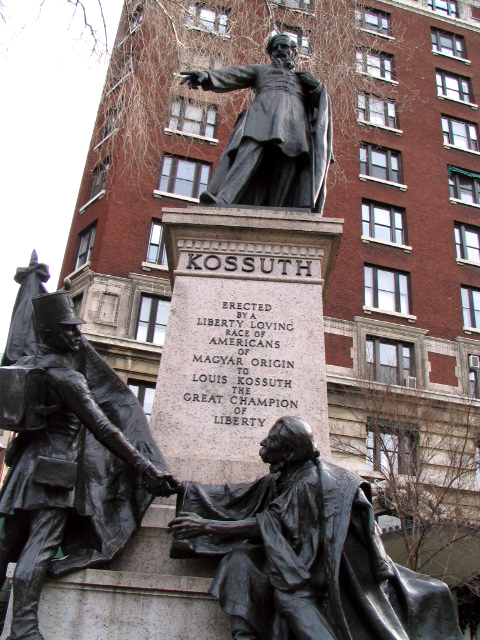 KOSSUTH
ERECTED
BY A
LIBERTY LOVING
RACE OF
AMERICANS
OF
MAGYAR ORIGIN
TO
LOUIS KOSSUTH
THE
GREAT CHAMPION
OF
LIBERTY